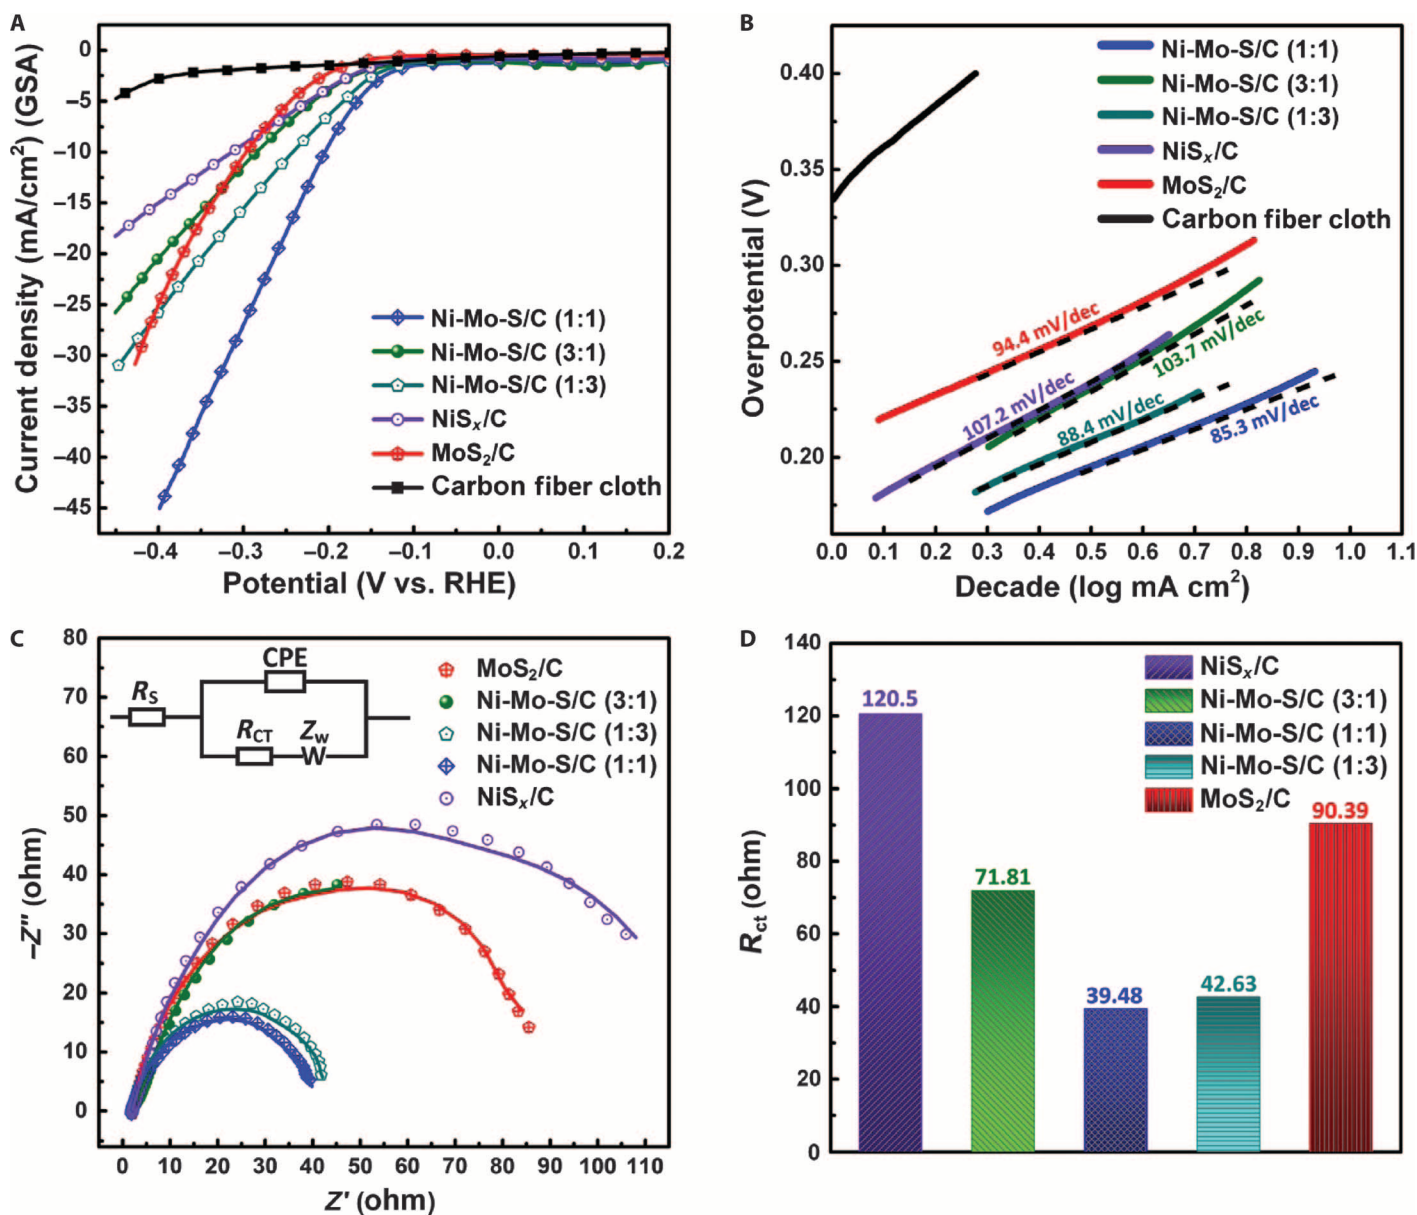 A
Current density (mA/cm²) (GSA)
0
–5
–10
–15
–20
–25
–30
–35
–40
–45
–0.4
–0.3
–0.2
–0.1
0.0
0.1
0.2
Potential (V vs. RHE)
Ni-Mo-S/C (1:1)
Ni-Mo-S/C (3:1)
Ni-Mo-S/C (1:3)
NiSₓ/C
MoS₂/C
Carbon fiber cloth
B
Overpotential (V)
0.40
0.35
0.30
0.25
0.20
0.0
0.1
0.2
0.3
0.4
0.5
0.6
0.7
0.8
0.9
1.0
1.1
Decade (log mA cm²)
Ni-Mo-S/C (1:1)
Ni-Mo-S/C (3:1)
Ni-Mo-S/C (1:3)
NiSₓ/C
MoS₂/C
Carbon fiber cloth
94.4 mV/dec
103.7 mV/dec
107.2 mV/dec
88.4 mV/dec
85.3 mV/dec
C
–Z″ (ohm)
80
70
60
50
40
30
20
10
0
0
10
20
30
40
50
60
70
80
90
100
110
Z′ (ohm)
CPE
R_S
R_CT
Z_w
W
MoS₂/C
Ni-Mo-S/C (3:1)
Ni-Mo-S/C (1:3)
Ni-Mo-S/C (1:1)
NiSₓ/C
D
R_ct (ohm)
140
120
100
80
60
40
20
0
NiSₓ/C
Ni-Mo-S/C (3:1)
Ni-Mo-S/C (1:1)
Ni-Mo-S/C (1:3)
MoS₂/C
120.5
71.81
39.48
42.63
90.39